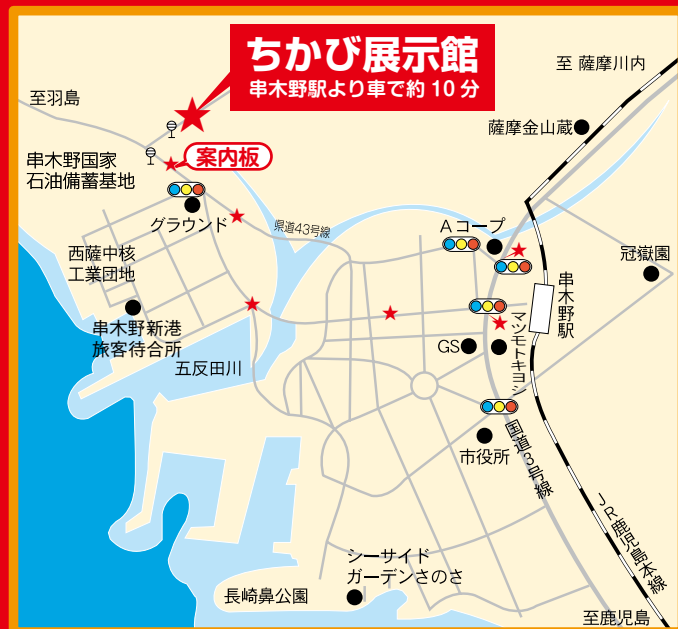 ちかび展示館
串木野駅より車で約10分
至 薩摩川内
至羽島
薩摩金山蔵
案内板
串木野国家
石油備蓄基地
グラウンド
県道43号線
Aコープ
西薩中核
工業団地
冠嶽園
串木野駅
串木野新港
旅客待合所
マツモトキヨシ
GS
五反田川
国道3号線
市役所
JR鹿児島本線
シーサイド
ガーデンさのさ
長崎鼻公園
至鹿児島